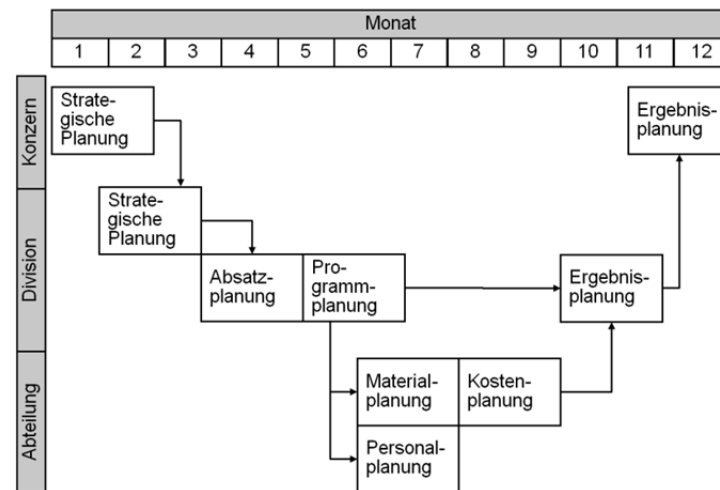 Monat
1 2 3 4 5 6 7 8 9 10 11 12
Konzern
Strate-
gische
Planung
Ergebnis-
planung
Division
Strate-
gische
Planung
Absatz-
planung
Pro-
gramm-
planung
Ergebnis-
planung
Abteilung
Material-
planung
Kosten-
planung
Personal-
planung